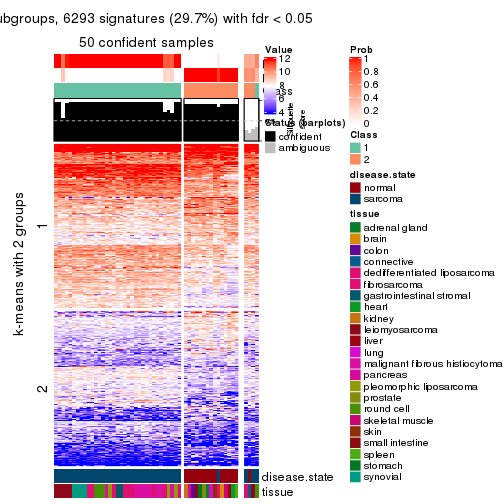 ubgroups, 6293 signatures (29.7%) with fdr < 0.05
50 confident samples
k-means with 2 groups
1
2
Value
12
10
8
6
4
Status (barplots)
confident
ambiguous
Silhouette
score
Prob
1
0.8
0.6
0.4
0.2
0
Class
1
2
disease.state
normal
sarcoma
tissue
adrenal gland
brain
colon
connective
dedifferentiated liposarcoma
fibrosarcoma
gastrointestinal stromal
heart
kidney
leiomyosarcoma
liver
lung
malignant fibrous histiocytoma
pancreas
pleomorphic liposarcoma
prostate
round cell
skeletal muscle
skin
small intestine
spleen
stomach
synovial
disease.state
tissue